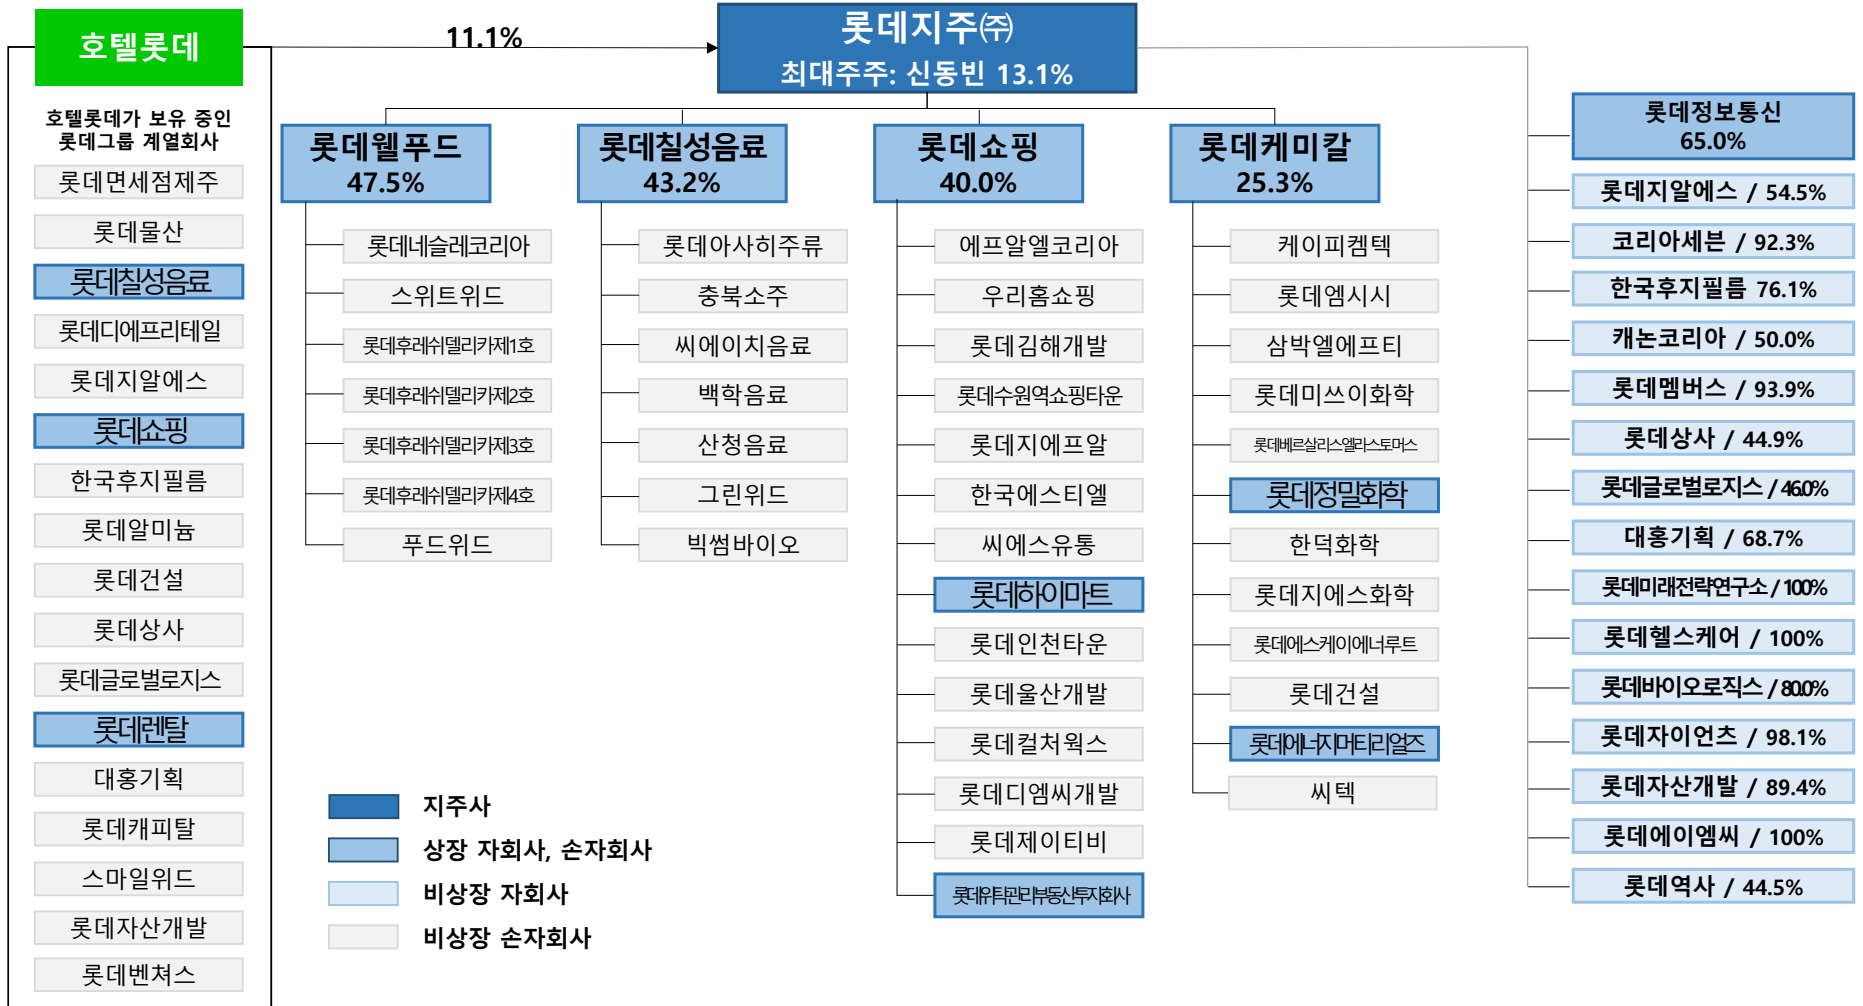 호텔롯데
11.1%
롯데지주㈜
최대주주: 신동빈 13.1%
호텔롯데가 보유 중인
롯데그룹 계열회사
롯데면세점제주
롯데물산
롯데칠성음료
롯데디에프리테일
롯데지알에스
롯데쇼핑
한국후지필름
롯데알미늄
롯데건설
롯데상사
롯데글로벌로지스
롯데렌탈
대홍기획
롯데캐피탈
스마일위드
롯데자산개발
롯데벤쳐스
롯데웰푸드
47.5%
롯데네슬레코리아
스위트위드
롯데후레쉬델리카제1호
롯데후레쉬델리카제2호
롯데후레쉬델리카제3호
롯데후레쉬델리카제4호
푸드위드
롯데칠성음료
43.2%
롯데아사히주류
충북소주
씨에이치음료
백학음료
산청음료
그린위드
빅썸바이오
롯데쇼핑
40.0%
에프알엘코리아
우리홈쇼핑
롯데김해개발
롯데수원역쇼핑타운
롯데지에프알
한국에스티엘
씨에스유통
롯데하이마트
롯데인천타운
롯데울산개발
롯데컬처웍스
롯데디엠씨개발
롯데제이티비
롯데위탁관리부동산투자회사
롯데케미칼
25.3%
케이피켐텍
롯데엠시시
삼박엘에프티
롯데미쓰이화학
롯데베르살리스엘라스토머스
롯데정밀화학
한덕화학
롯데지에스화학
롯데에스케이에너루트
롯데건설
롯데에너지머티리얼즈
씨텍
롯데정보통신
65.0%
롯데지알에스 / 54.5%
코리아세븐 / 92.3%
한국후지필름 76.1%
캐논코리아 / 50.0%
롯데멤버스 / 93.9%
롯데상사 / 44.9%
롯데글로벌로지스 / 46.0%
대홍기획 / 68.7%
롯데미래전략연구소 / 100%
롯데헬스케어 / 100%
롯데바이오로직스 / 80.0%
롯데자이언츠 / 98.1%
롯데자산개발 / 89.4%
롯데에이엠씨 / 100%
롯데역사 / 44.5%
지주사
상장 자회사, 손자회사
비상장 자회사
비상장 손자회사